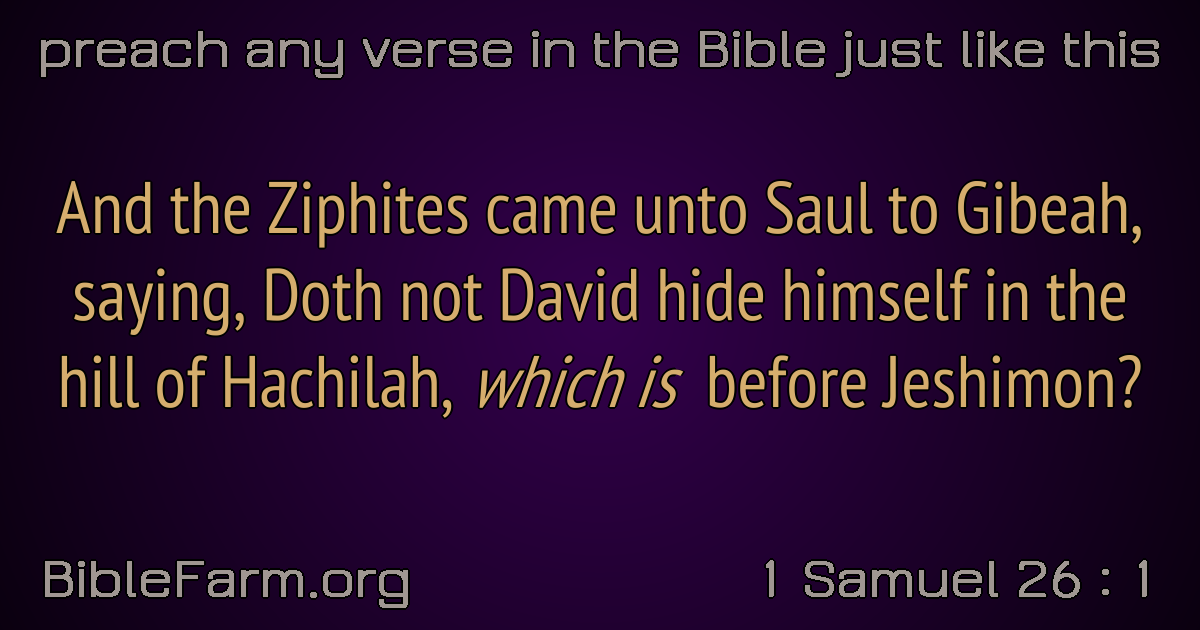 preach any verse in the Bible just like this
And the Ziphites came unto Saul to Gibeah,
saying, Doth not David hide himself in the
hill of Hachilah, which is before Jeshimon?
BibleFarm.org
1 Samuel 26 : 1